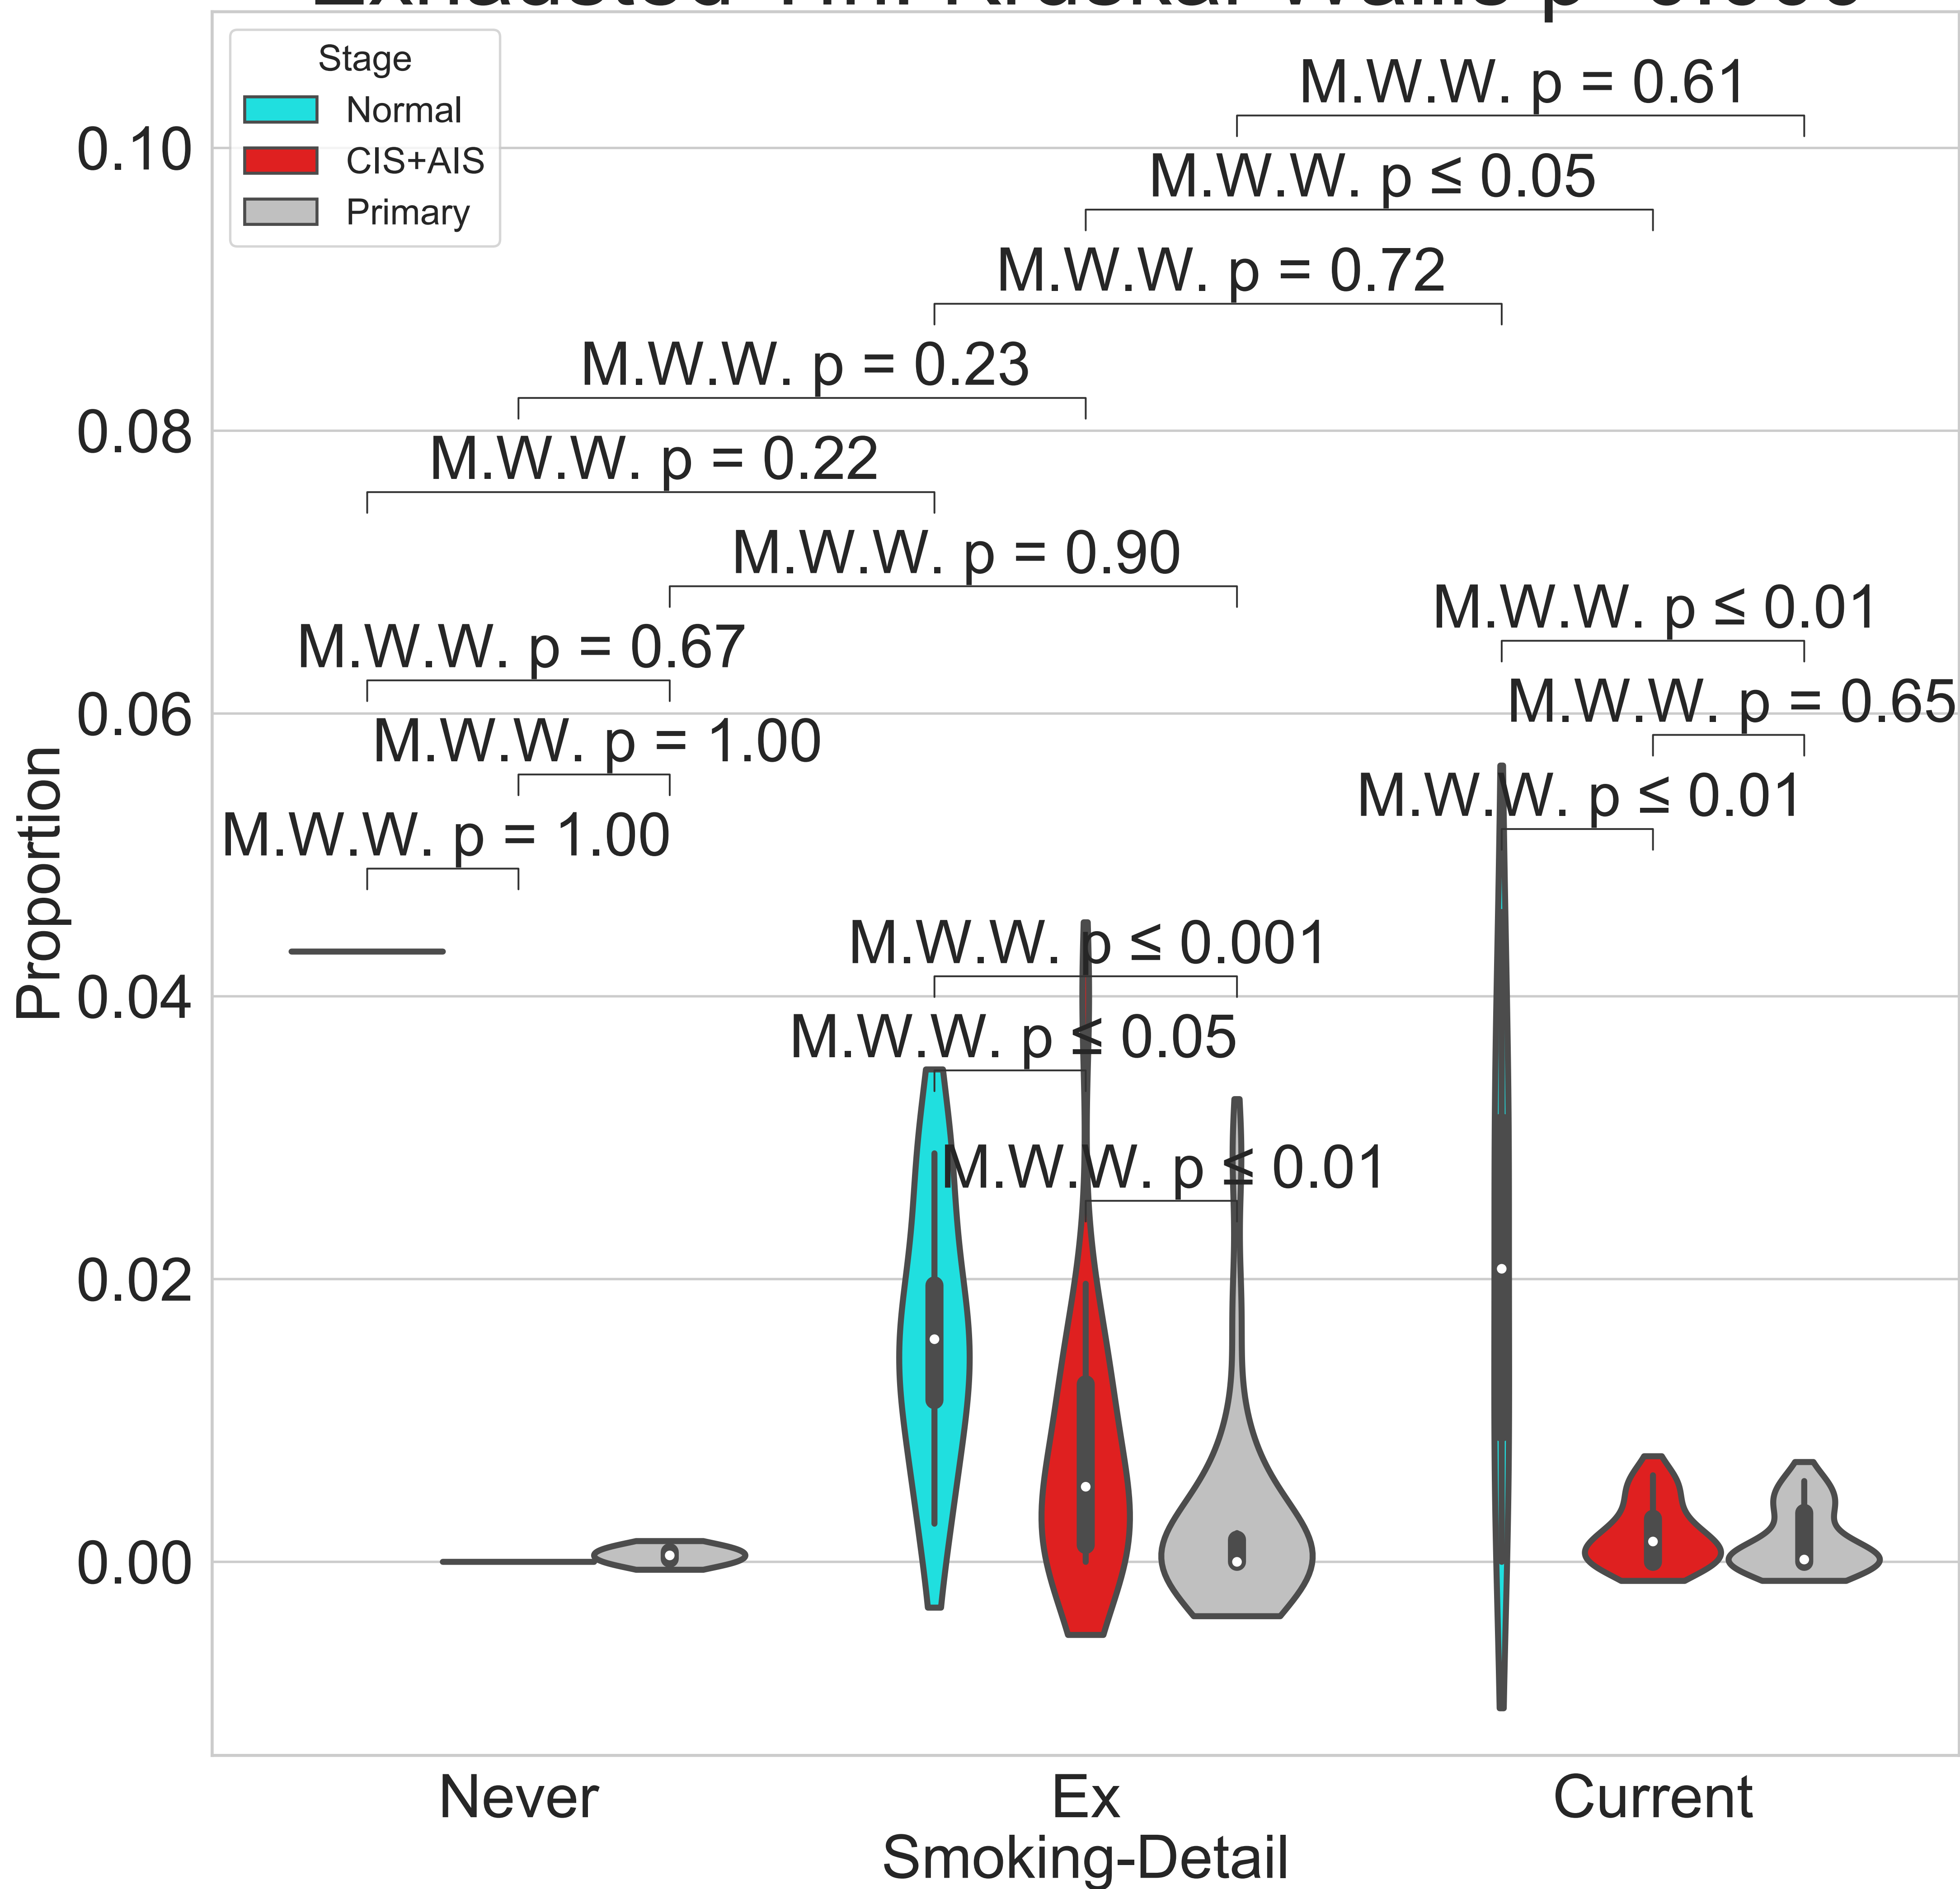 Stage
Normal
CIS+AIS
Primary
M.W.W. p = 0.61
0.10
M.W.W. p ≤ 0.05
M.W.W. p = 0.72
M.W.W. p = 0.23
0.08
M.W.W. p = 0.22
M.W.W. p = 0.90
M.W.W. p ≤ 0.01
M.W.W. p = 0.67
M.W.W. p = 0.65
0.06
M.W.W. p = 1.00
M.W.W. p ≤ 0.01
M.W.W. p = 1.00
Proportion
M.W.W. p ≤ 0.001
0.04
M.W.W. p ≤ 0.05
M.W.W. p ≤ 0.01
0.02
0.00
Never
Ex
Current
Smoking-Detail